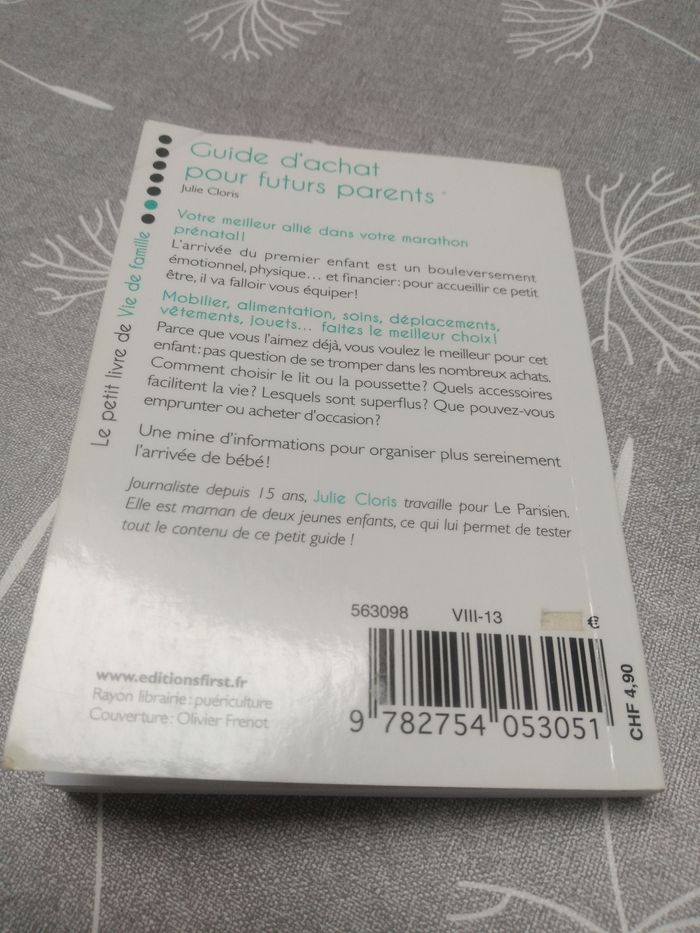 Guide d'achat
pour futurs parents
Julie Cloris
Votre meilleur allié dans votre marathon
prénatal !
L'arrivée du premier enfant est un bouleversement
émotionnel, physique… et financier : pour accueillir ce petit
être, il va falloir vous équiper !
Mobilier, alimentation, soins, déplacements,
vêtements, jouets… faites le meilleur choix !
Parce que vous l'aimez déjà, vous voulez le meilleur pour cet
enfant : pas question de se tromper dans les nombreux achats.
Comment choisir le lit ou la poussette ? Quels accessoires
facilitent la vie ? Lesquels sont superflus ? Que pouvez-vous
emprunter ou acheter d'occasion ?
Une mine d'informations pour organiser plus sereinement
l'arrivée de bébé !
Journaliste depuis 15 ans, Julie Cloris travaille pour Le Parisien.
Elle est maman de deux jeunes enfants, ce qui lui permet de tester
tout le contenu de ce petit guide !
Le petit livre de Vie de famille
563098 VIII-13 €
www.editionsfirst.fr
Rayon librairie : puériculture
Couverture : Olivier Frenot
9 782754 053051
CHF 4,90